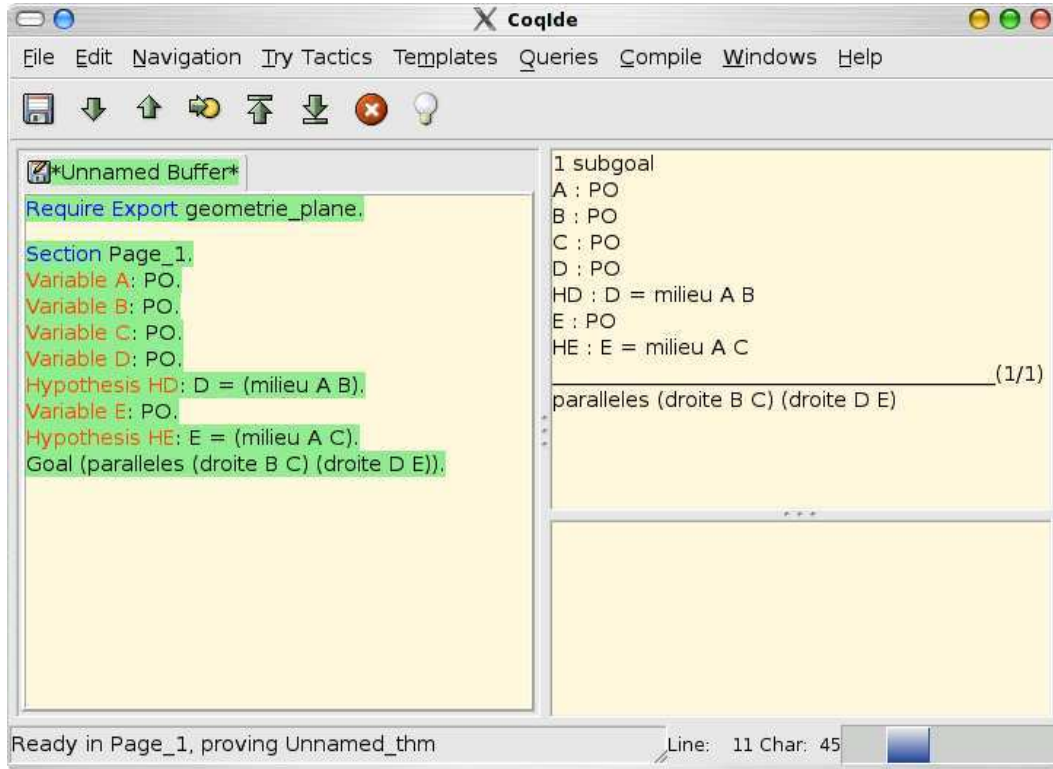 CoqIde
File Edit Navigation Try Tactics Templates Queries Compile Windows Help
*Unnamed Buffer*
Require Export geometrie_plane.
Section Page_1.
Variable A: PO.
Variable B: PO.
Variable C: PO.
Variable D: PO.
Hypothesis HD: D = (milieu A B).
Variable E: PO.
Hypothesis HE: E = (milieu A C).
Goal (paralleles (droite B C) (droite D E)).
1 subgoal
A : PO
B : PO
C : PO
D : PO
HD : D = milieu A B
E : PO
HE : E = milieu A C
(1/1)
paralleles (droite B C) (droite D E)
Ready in Page_1, proving Unnamed_thm
Line: 11 Char: 45